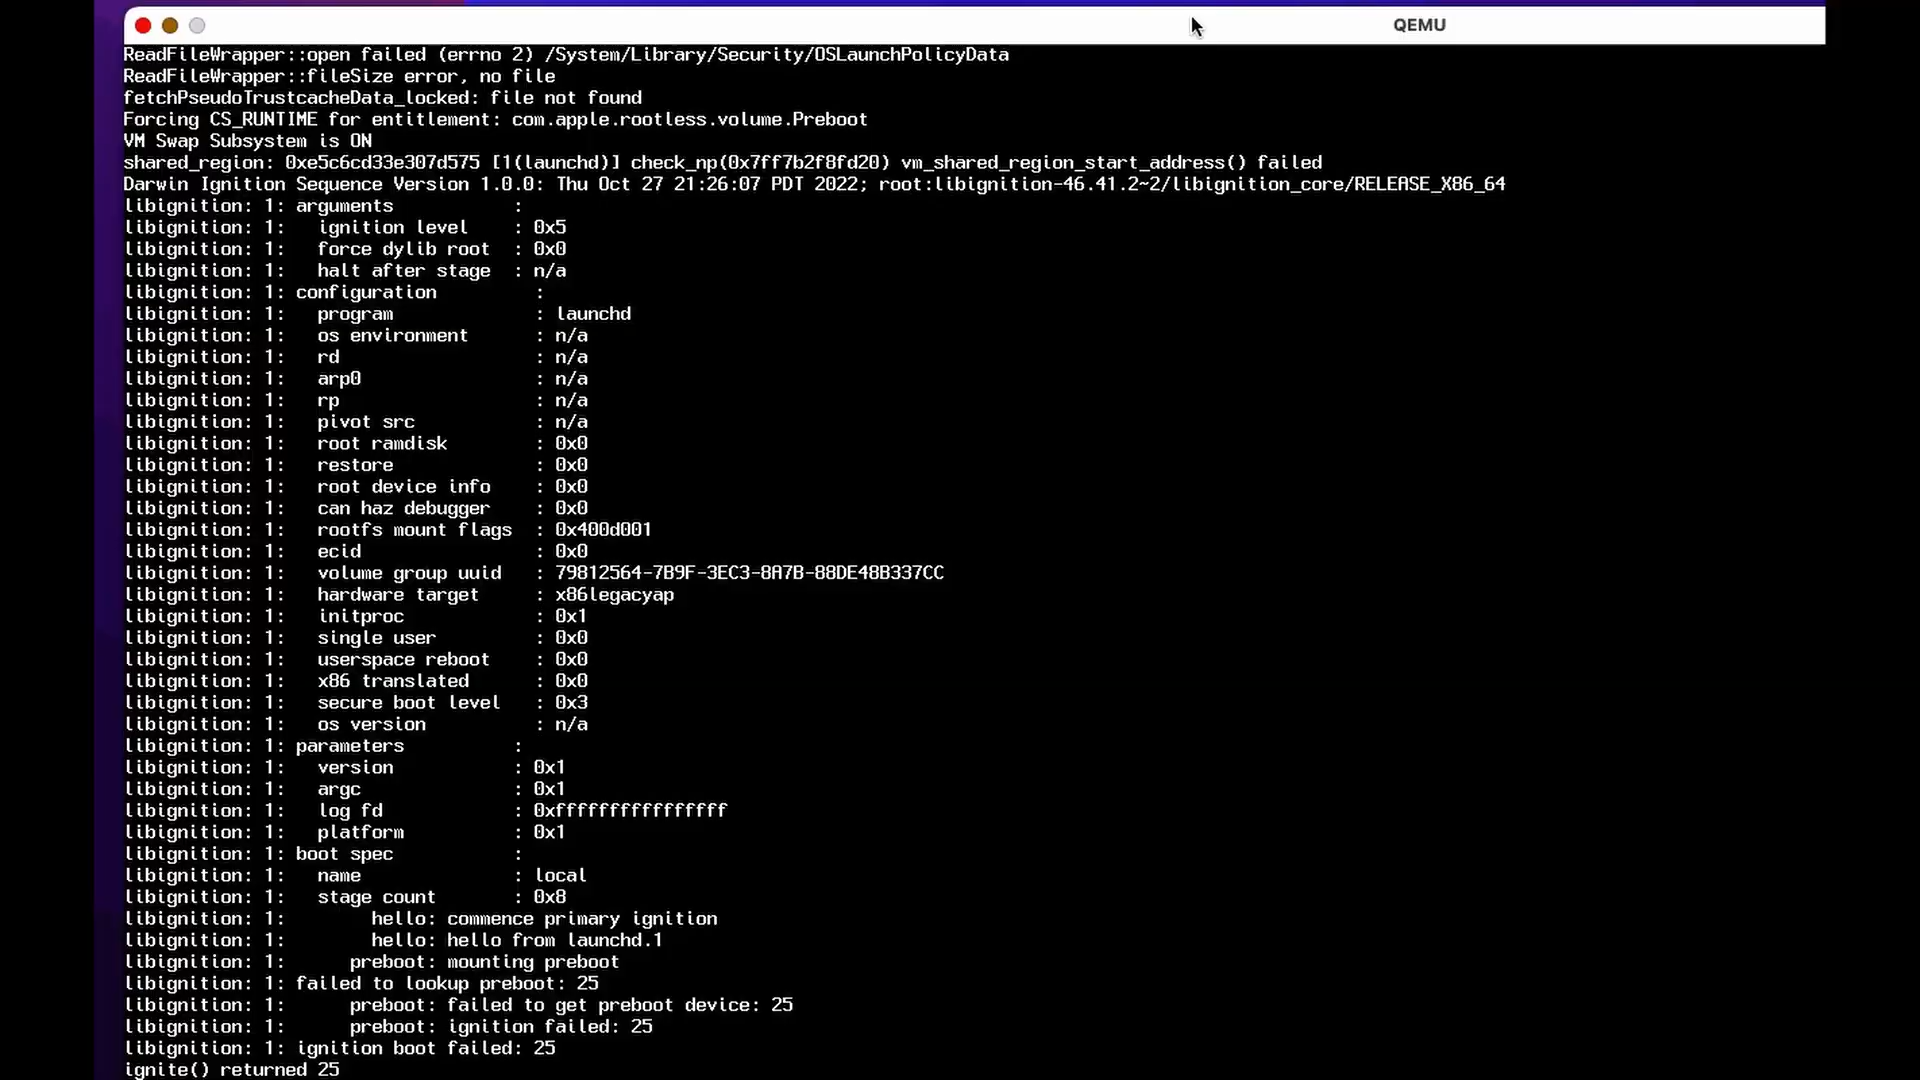 QEMU
ReadFileWrapper::open failed (errno 2) /System/Library/Security/OSLaunchPolicyData
ReadFileWrapper::fileSize error, no file
fetchPseudoTrustcacheData_locked: file not found
Forcing CS_RUNTIME for entitlement: com.apple.rootless.volume.Preboot
VM Swap Subsystem is ON
shared_region: 0xe5c6cd33e307d575 [1(launchd)] check_np(0x7ff7b2f8fd20) vm_shared_region_start_address() failed
Darwin Ignition Sequence Version 1.0.0: Thu Oct 27 21:26:07 PDT 2022; root:libignition-46.41.2~2/libignition_core/RELEASE_X86_64
libignition: 1: arguments           :
libignition: 1:   ignition level    : 0x5
libignition: 1:   force dylib root  : 0x0
libignition: 1:   halt after stage  : n/a
libignition: 1: configuration         :
libignition: 1:   program             : launchd
libignition: 1:   os environment      : n/a
libignition: 1:   rd                  : n/a
libignition: 1:   arp0                : n/a
libignition: 1:   rp                  : n/a
libignition: 1:   pivot src           : n/a
libignition: 1:   root ramdisk        : 0x0
libignition: 1:   restore             : 0x0
libignition: 1:   root device info    : 0x0
libignition: 1:   can haz debugger    : 0x0
libignition: 1:   rootfs mount flags  : 0x400d001
libignition: 1:   ecid                : 0x0
libignition: 1:   volume group uuid   : 79812564-7B9F-3EC3-8A7B-88DE48B337CC
libignition: 1:   hardware target     : x86legacyap
libignition: 1:   initproc            : 0x1
libignition: 1:   single user         : 0x0
libignition: 1:   userspace reboot    : 0x0
libignition: 1:   x86 translated      : 0x0
libignition: 1:   secure boot level   : 0x3
libignition: 1:   os version          : n/a
libignition: 1: parameters          :
libignition: 1:   version           : 0x1
libignition: 1:   argc              : 0x1
libignition: 1:   log fd            : 0xffffffffffffffff
libignition: 1:   platform          : 0x1
libignition: 1: boot spec           :
libignition: 1:   name              : local
libignition: 1:   stage count       : 0x8
libignition: 1:        hello: commence primary ignition
libignition: 1:        hello: hello from launchd.1
libignition: 1:      preboot: mounting preboot
libignition: 1: failed to lookup preboot: 25
libignition: 1:      preboot: failed to get preboot device: 25
libignition: 1:      preboot: ignition failed: 25
libignition: 1: ignition boot failed: 25
ignite() returned 25